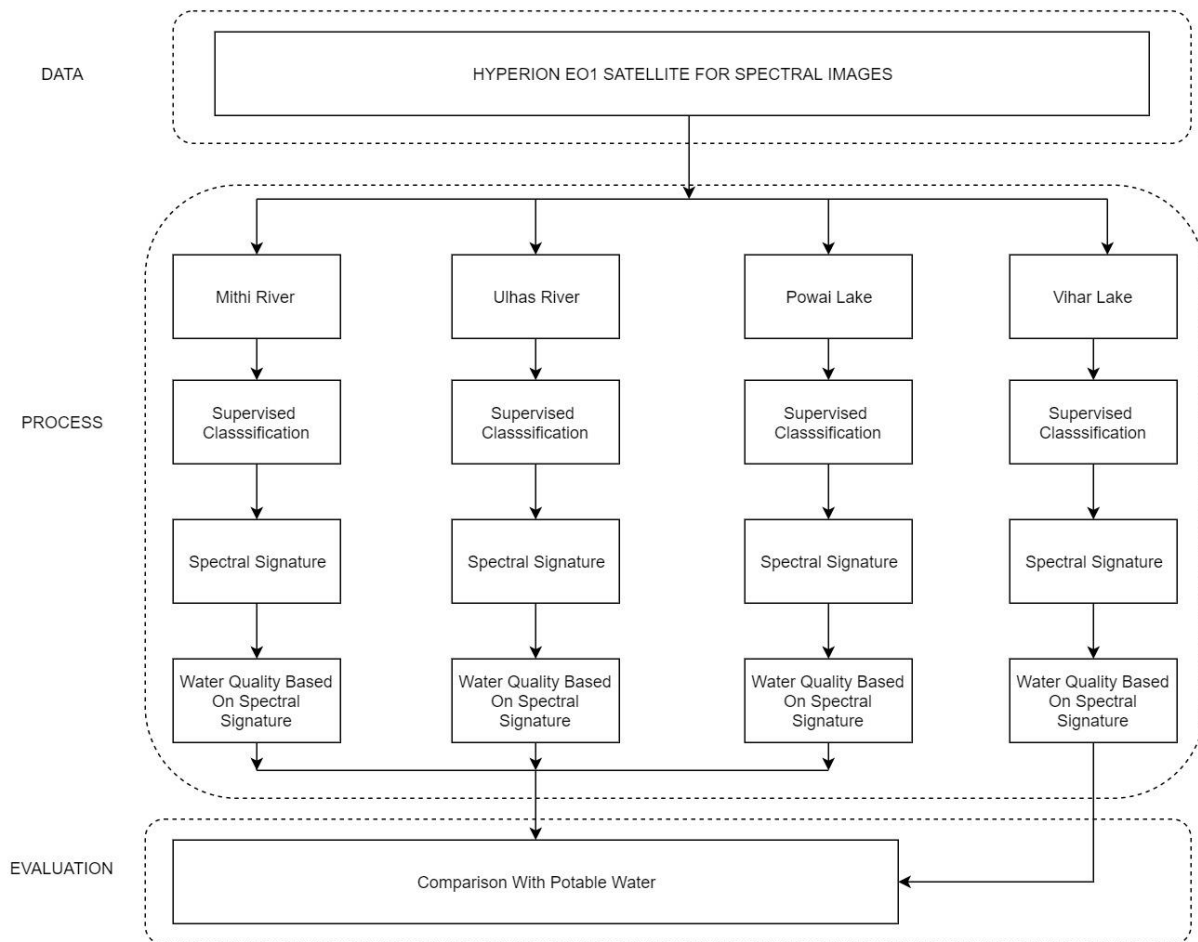 DATA
HYPERION EO1 SATELLITE FOR SPECTRAL IMAGES
PROCESS
Mithi River
Ulhas River
Powai Lake
Vihar Lake
Supervised
Classsification
Supervised
Classsification
Supervised
Classsification
Supervised
Classsification
Spectral Signature
Spectral Signature
Spectral Signature
Spectral Signature
Water Quality Based
On Spectral
Signature
Water Quality Based
On Spectral
Signature
Water Quality Based
On Spectral
Signature
Water Quality Based
On Spectral
Signature
EVALUATION
Comparison With Potable Water